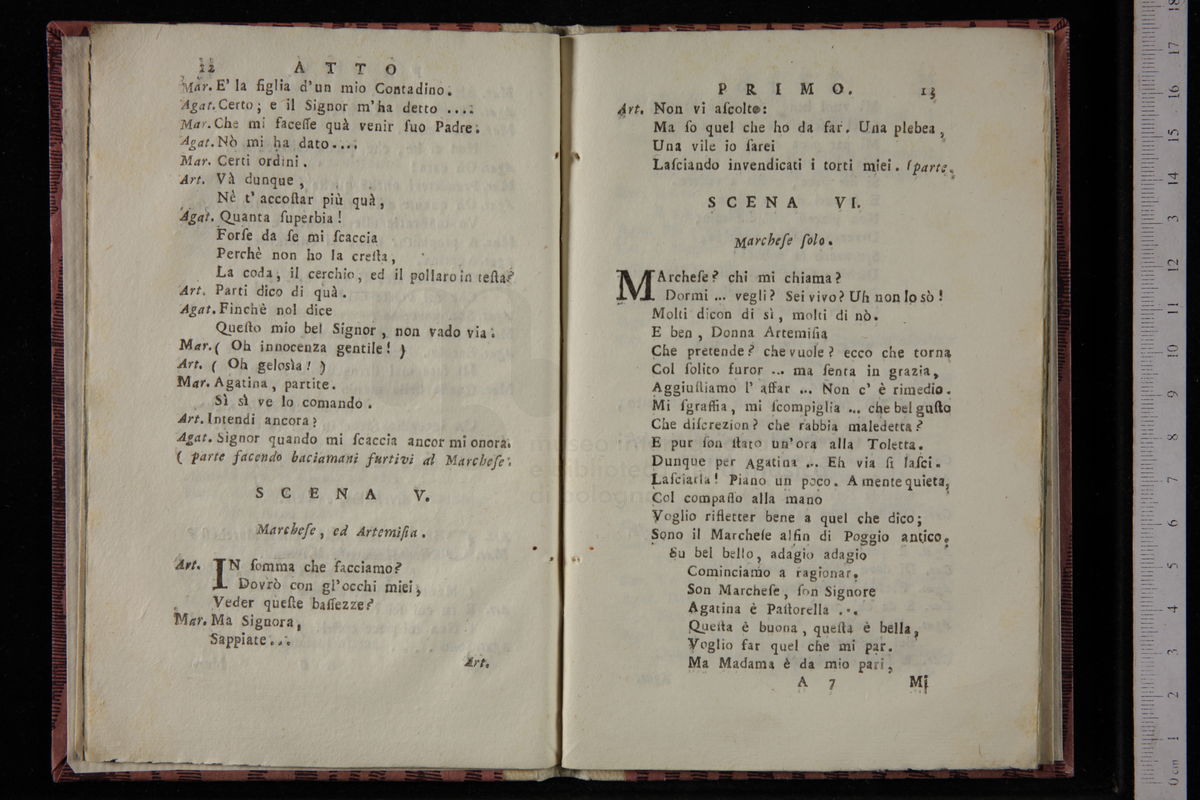 12 ATTO
Mar. E' la figlia d'un mio Contadino.
Agat. Certo; e il Signor m'ha detto ....
Mar. Che mi faceſſe quà venir ſuo Padre.
Agat. Nò mi ha dato....
Mar. Certi ordini.
Art. Và dunque,
Nè t'accoſtar più quà,
Agat. Quanta ſuperbia!
Forſe da ſe mi ſcaccia
Perchè non ho la creſta,
La coda, il cerchio, ed il pollaro in teſta?
Art. Parti dico di quà.
Agat. Finchè nol dice
Queſto mio bel Signor, non vado via.
Mar. ( Oh innocenza gentile! )
Art. ( Oh gelosìa! )
Mar. Agatina, partite.
Sì sì ve lo comando.
Art. Intendi ancora?
Agat. Signor quando mi ſcaccia ancor mi onora.
( parte facendo baciamani furtivi al Marcheſe.
SCENA V.
Marcheſe, ed Artemiſia.
Art. IN ſomma che facciamo?
Dovrò con gl'occhi miei,
Veder queſte baſſezze?
Mar. Ma Signora,
Sappiate...
Art.
PRIMO. 13
Art. Non vi aſcolto:
Ma ſo quel che ho da far. Una plebea,
Una vile io ſarei
Laſciando invendicati i torti miei. (parte.
SCENA VI.
Marcheſe ſolo.
MArcheſe? chi mi chiama?
Dormi ... vegli? Sei vivo? Uh non lo sò!
Molti dicon di sì, molti di nò.
E ben, Donna Artemiſia
Che pretende? che vuole? ecco che torna
Col ſolito furor ... ma ſenta in grazia,
Aggiuſtiamo l'affar ... Non c'è rimedio.
Mi ſgraffia, mi ſcompiglia ... che bel guſto
Che diſcrezion? che rabbia maledetta?
E pur ſon ſtato un'ora alla Toletta.
Dunque per Agatina ... Eh via ſi laſci.
Laſciarla! Piano un poco. A mente quieta,
Col compaſſo alla mano
Voglio rifletter bene a quel che dico;
Sono il Marcheſe alfin di Poggio antico.
Su bel bello, adagio adagio
Cominciamo a ragionar.
Son Marcheſe, ſon Signore
Agatina è Paſtorella ...
Queſta è buona, queſta è bella,
Voglio far quel che mi par.
Ma Madama è da mio pari,
A 7 Mi